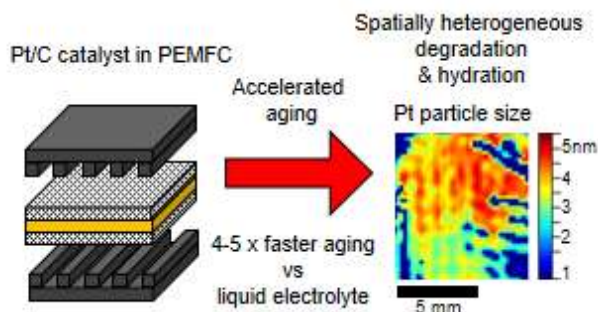 Pt/C catalyst in PEMFC
Accelerated
aging
4-5 x faster aging
vs
liquid electrolyte
Spatially heterogeneous
degradation
& hydration
Pt particle size
5nm
4
3
2
1
5 mm